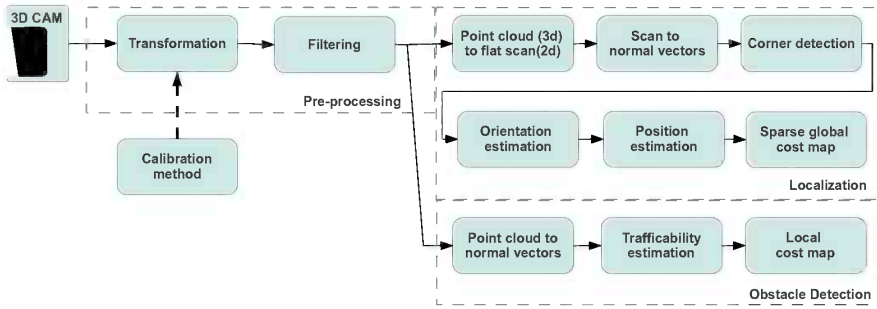 3D CAM
Transformation
Filtering
Pre-processing
Calibration
method
Point cloud (3d)
to flat scan(2d)
Scan to
normal vectors
Corner detection
Orientation
estimation
Position
estimation
Sparse global
cost map
Localization
Point cloud to
normal vectors
Trafficability
estimation
Local
cost map
Obstacle Detection